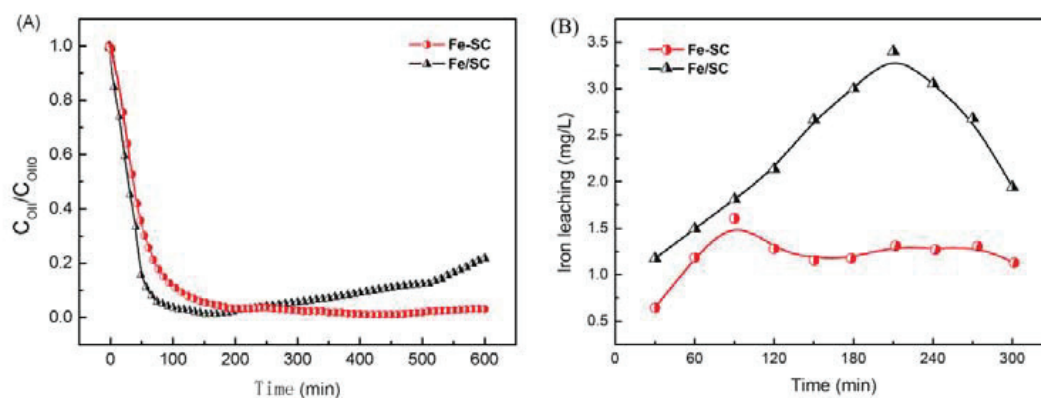 (A)
Fe-SC
Fe/SC
1.0
0.8
0.6
0.4
0.2
0.0
C_OII/C_OII0
0 100 200 300 400 500 600
Time (min)
(B)
Fe-SC
Fe/SC
3.5
3.0
2.5
2.0
1.5
1.0
0.5
Iron leaching (mg/L)
0 60 120 180 240 300
Time (min)